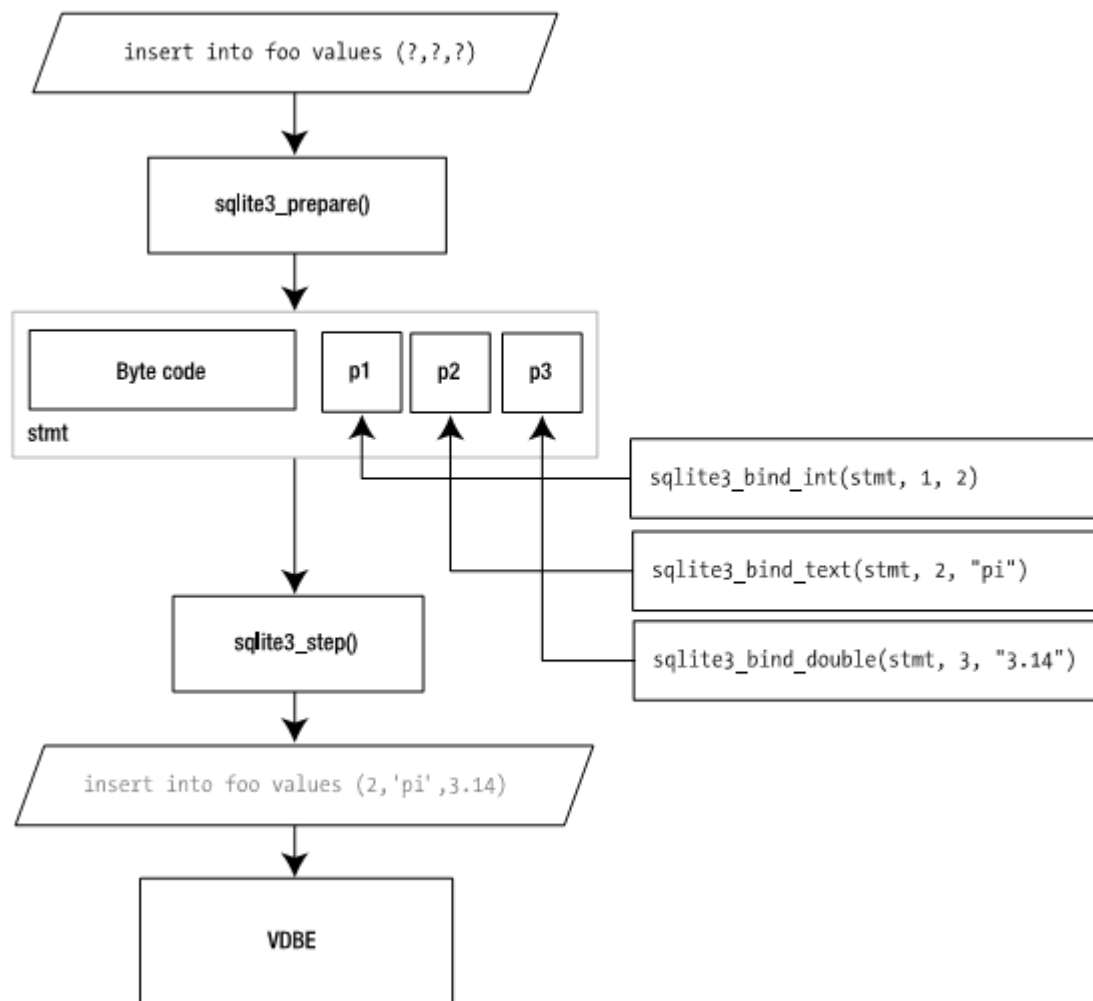 insert into foo values (?,?,?)
sqlite3_prepare()
Byte code
p1
p2
p3
stmt
sqlite3_bind_int(stmt, 1, 2)
sqlite3_bind_text(stmt, 2, "pi")
sqlite3_step()
sqlite3_bind_double(stmt, 3, "3.14")
insert into foo values (2,'pi',3.14)
VDBE